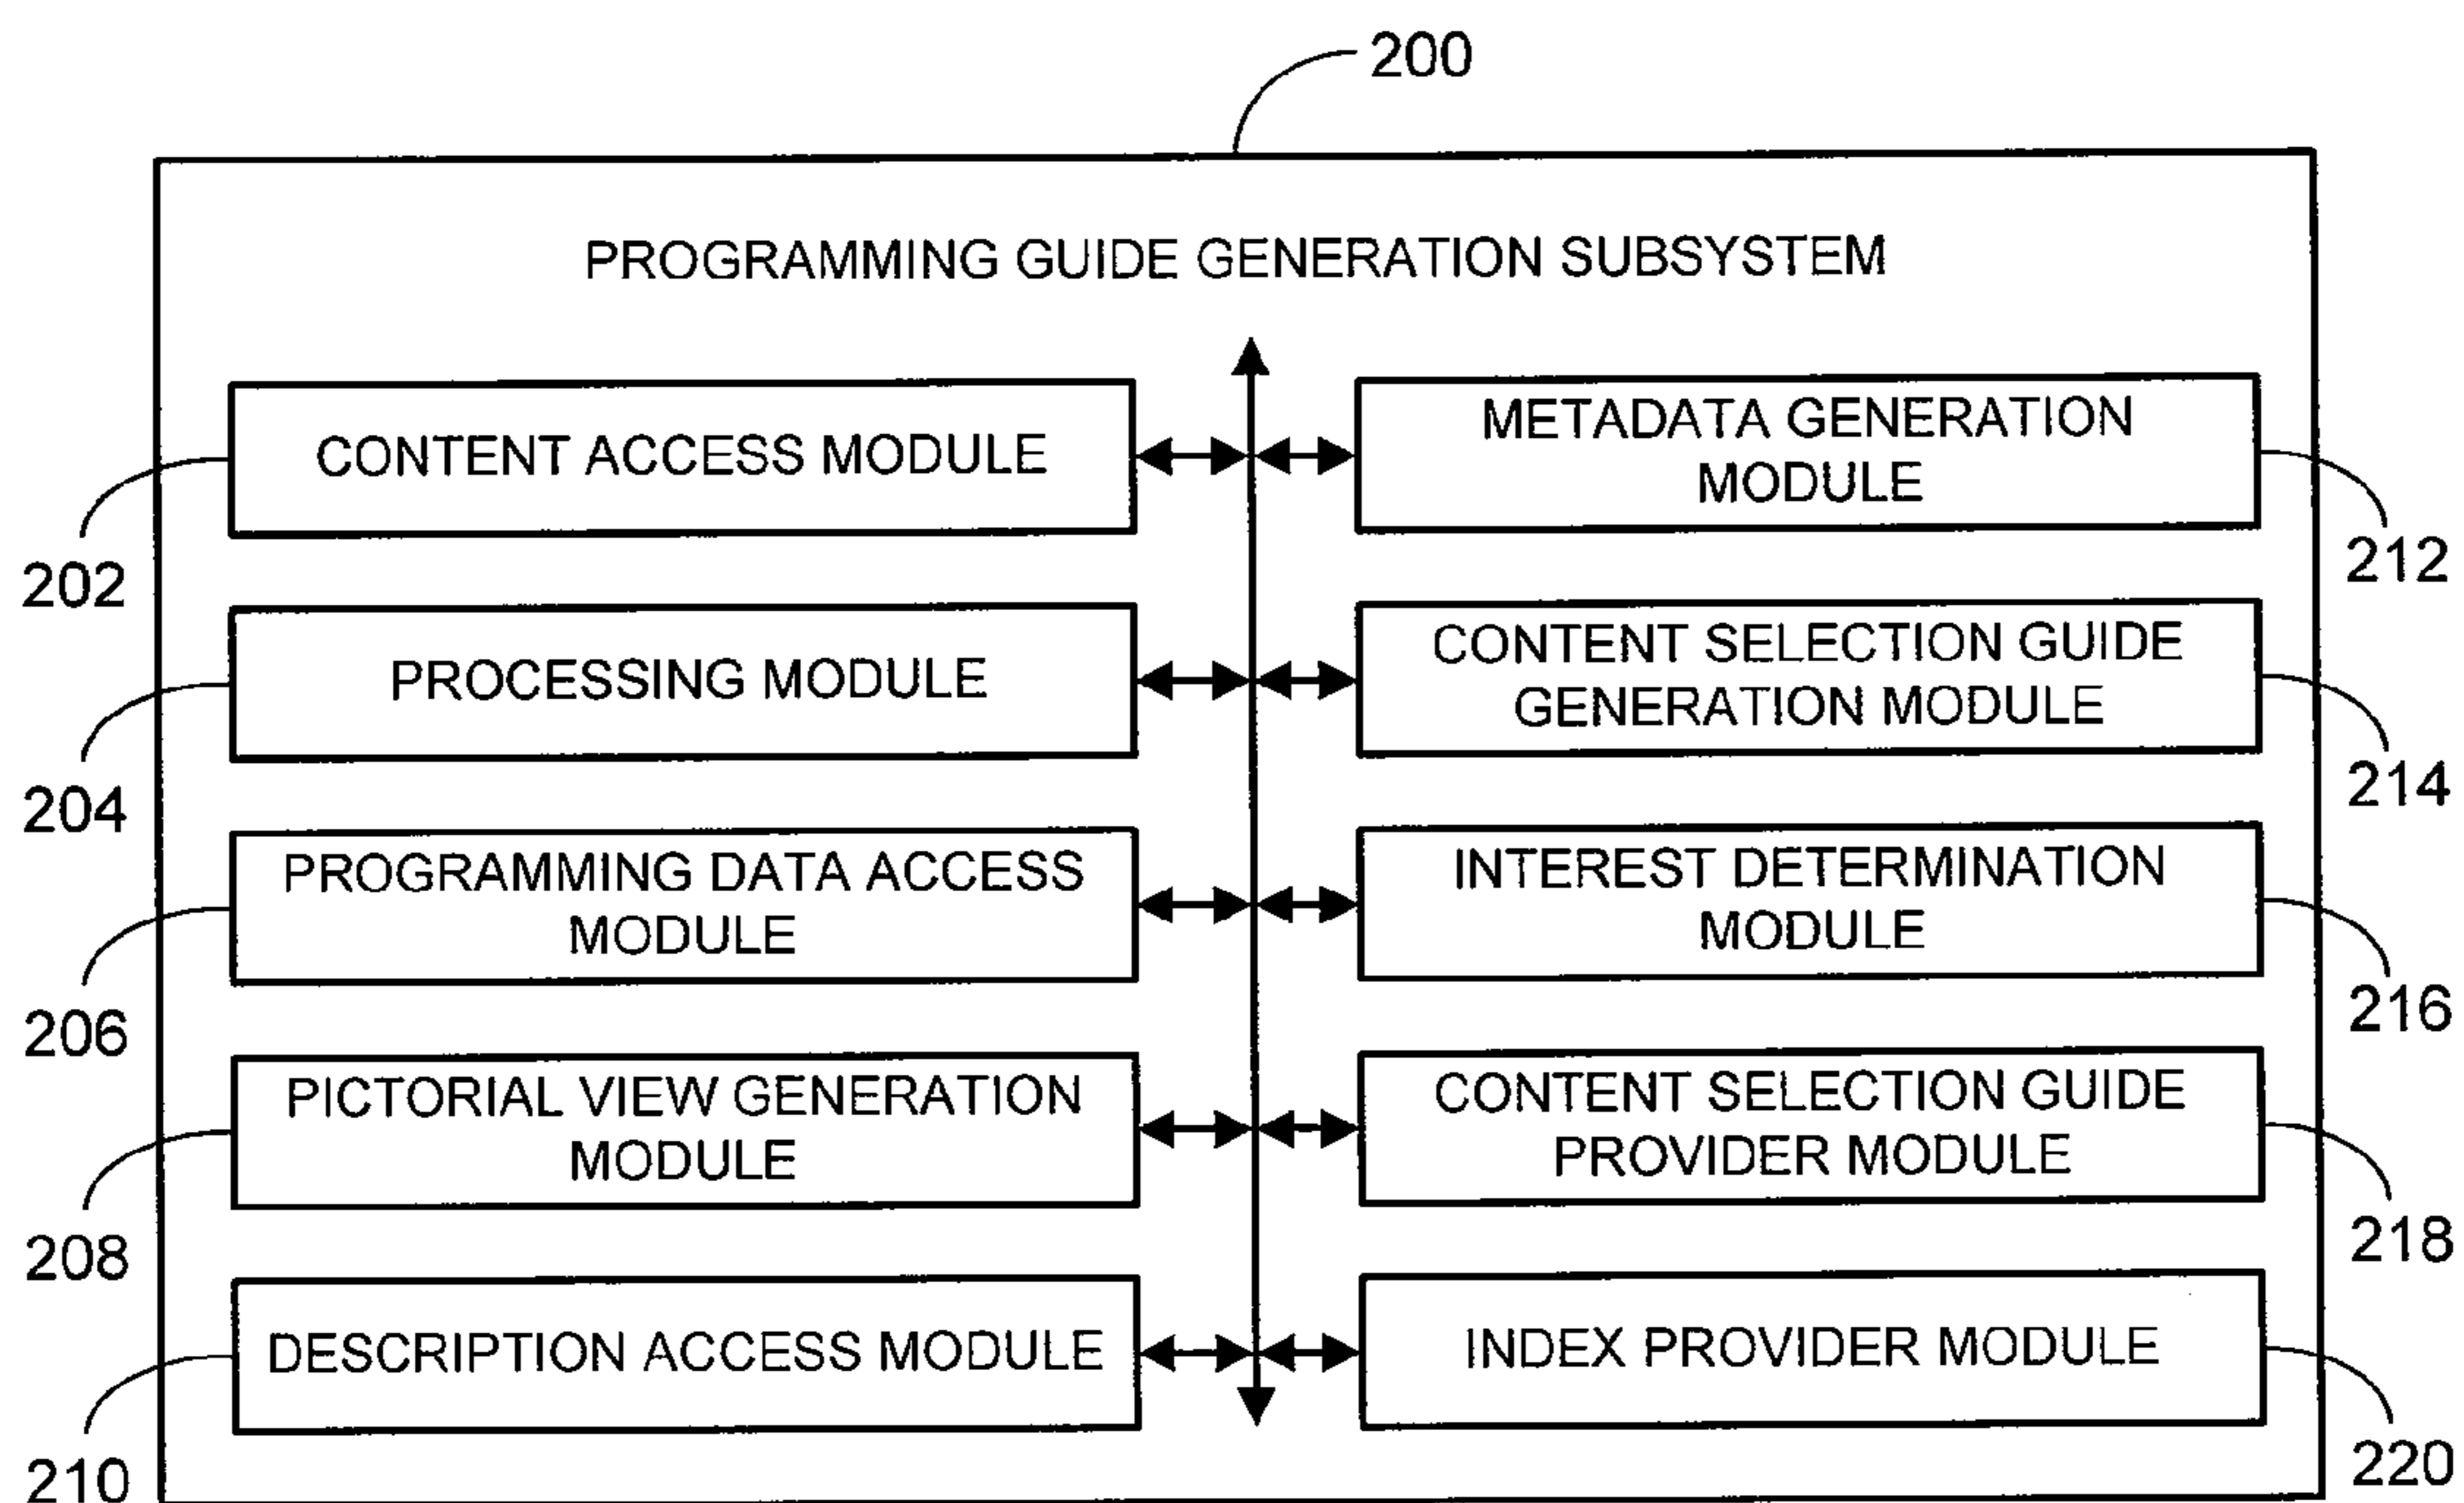 200
PROGRAMMING GUIDE GENERATION SUBSYSTEM
CONTENT ACCESS MODULE
202
PROCESSING MODULE
204
PROGRAMMING DATA ACCESS
MODULE
206
PICTORIAL VIEW GENERATION
MODULE
208
DESCRIPTION ACCESS MODULE
210
METADATA GENERATION
MODULE
212
CONTENT SELECTION GUIDE
GENERATION MODULE
214
INTEREST DETERMINATION
MODULE
216
CONTENT SELECTION GUIDE
PROVIDER MODULE
218
INDEX PROVIDER MODULE
220